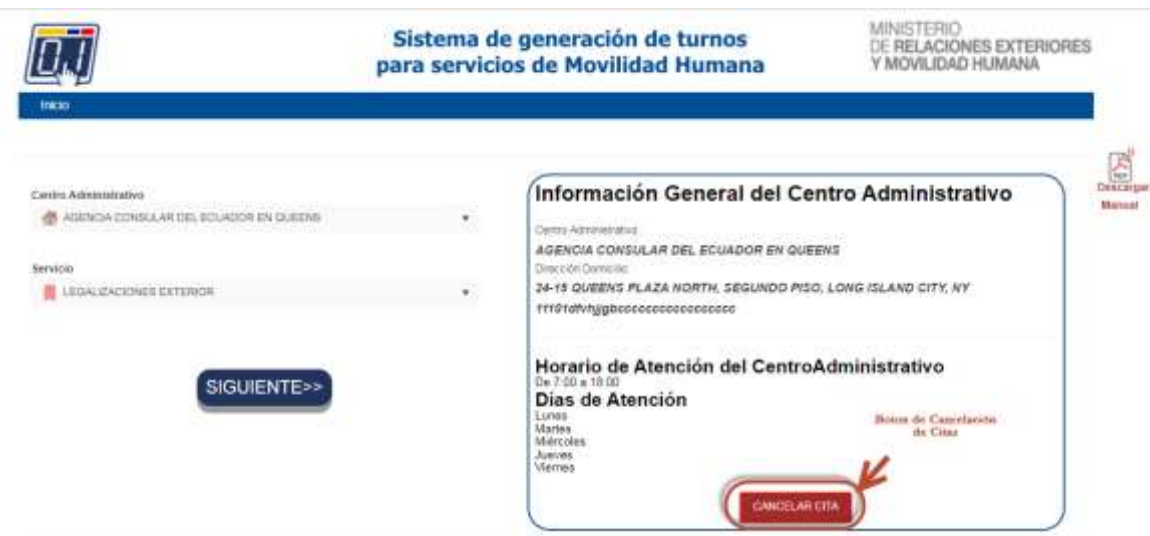 Sistema de generación de turnos
para servicios de Movilidad Humana
MINISTERIO
DE RELACIONES EXTERIORES
Y MOVILIDAD HUMANA
Inicio
Descargar
Manual
Centro Administrativo
AGENCIA CONSULAR DEL ECUADOR EN QUEENS
Servicio
LEGALIZACIONES EXTERIOR
SIGUIENTE>>
Información General del Centro Administrativo
Centro Administrativo
AGENCIA CONSULAR DEL ECUADOR EN QUEENS
Dirección Domicilio
24-15 QUEENS PLAZA NORTH, SEGUNDO PISO, LONG ISLAND CITY, NY
Horario de Atención del CentroAdministrativo
De 7:00 a 18:00
Días de Atención
Lunes
Martes
Miércoles
Jueves
Viernes
Boton de Cancelación
de Citas
CANCELAR CITA